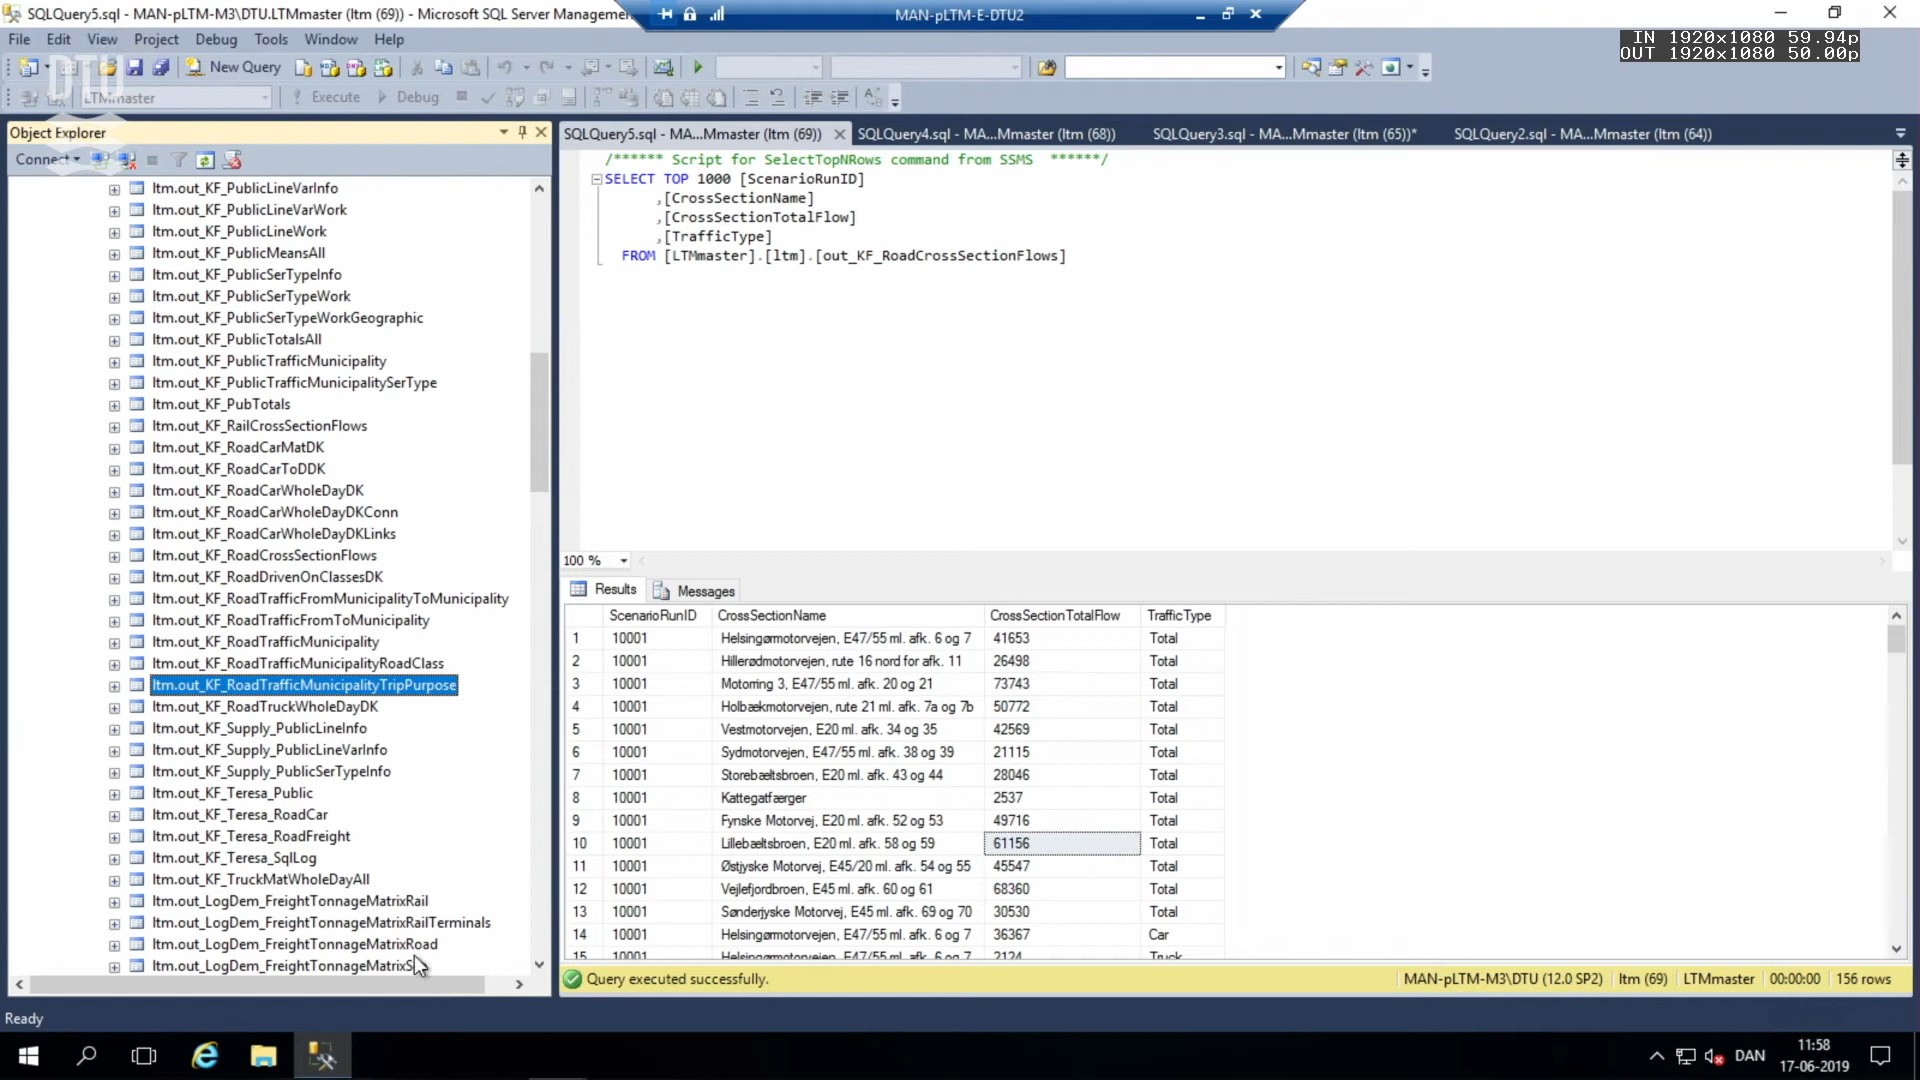 SQLQuery5.sql - MAN-pLTM-M3\DTU.LTMmaster (ltm (69)) - Microsoft SQL Server Managemen
MAN-pLTM-E-DTU2
IN 1920x1080 59.94p
OUT 1920x1080 50.00p
File Edit View Project Debug Tools Window Help
New Query
DTU
LTMmaster
Execute
Debug
Object Explorer
Connect
ltm.out_KF_PublicLineVarInfo
ltm.out_KF_PublicLineVarWork
ltm.out_KF_PublicLineWork
ltm.out_KF_PublicMeansAll
ltm.out_KF_PublicSerTypeInfo
ltm.out_KF_PublicSerTypeWork
ltm.out_KF_PublicSerTypeWorkGeographic
ltm.out_KF_PublicTotalsAll
ltm.out_KF_PublicTrafficMunicipality
ltm.out_KF_PublicTrafficMunicipalitySerType
ltm.out_KF_PubTotals
ltm.out_KF_RailCrossSectionFlows
ltm.out_KF_RoadCarMatDK
ltm.out_KF_RoadCarToDDK
ltm.out_KF_RoadCarWholeDayDK
ltm.out_KF_RoadCarWholeDayDKConn
ltm.out_KF_RoadCarWholeDayDKLinks
ltm.out_KF_RoadCrossSectionFlows
ltm.out_KF_RoadDrivenOnClassesDK
ltm.out_KF_RoadTrafficFromMunicipalityToMunicipality
ltm.out_KF_RoadTrafficFromToMunicipality
ltm.out_KF_RoadTrafficMunicipality
ltm.out_KF_RoadTrafficMunicipalityRoadClass
ltm.out_KF_RoadTrafficMunicipalityTripPurpose
ltm.out_KF_RoadTruckWholeDayDK
ltm.out_KF_Supply_PublicLineInfo
ltm.out_KF_Supply_PublicLineVarInfo
ltm.out_KF_Supply_PublicSerTypeInfo
ltm.out_KF_Teresa_Public
ltm.out_KF_Teresa_RoadCar
ltm.out_KF_Teresa_RoadFreight
ltm.out_KF_Teresa_SqlLog
ltm.out_KF_TruckMatWholeDayAll
ltm.out_LogDem_FreightTonnageMatrixRail
ltm.out_LogDem_FreightTonnageMatrixRailTerminals
ltm.out_LogDem_FreightTonnageMatrixRoad
ltm.out_LogDem_FreightTonnageMatrixS
SQLQuery5.sql - MA...Mmaster (ltm (69)) SQLQuery4.sql - MA...Mmaster (ltm (68)) SQLQuery3.sql - MA...Mmaster (ltm (65))* SQLQuery2.sql - MA...Mmaster (ltm (64))
/****** Script for SelectTopNRows command from SSMS ******/
SELECT TOP 1000 [ScenarioRunID]
,[CrossSectionName]
,[CrossSectionTotalFlow]
,[TrafficType]
FROM [LTMmaster].[ltm].[out_KF_RoadCrossSectionFlows]
100 %
Results Messages
ScenarioRunID CrossSectionName CrossSectionTotalFlow TrafficType
1 10001 Helsingørmotorvejen, E47/55 ml. afk. 6 og 7 41653 Total
2 10001 Hillerødmotorvejen, rute 16 nord for afk. 11 26498 Total
3 10001 Motorring 3, E47/55 ml. afk. 20 og 21 73743 Total
4 10001 Holbækmotorvejen, rute 21 ml. afk. 7a og 7b 50772 Total
5 10001 Vestmotorvejen, E20 ml. afk. 34 og 35 42569 Total
6 10001 Sydmotorvejen, E47/55 ml. afk. 38 og 39 21115 Total
7 10001 Storebæltsbroen, E20 ml. afk. 43 og 44 28046 Total
8 10001 Kattegatfærger 2537 Total
9 10001 Fynske Motorvej, E20 ml. afk. 52 og 53 49716 Total
10 10001 Lillebæltsbroen, E20 ml. afk. 58 og 59 61156 Total
11 10001 Østjyske Motorvej, E45/20 ml. afk. 54 og 55 45547 Total
12 10001 Vejlefjordbroen, E45 ml. afk. 60 og 61 68360 Total
13 10001 Sønderjyske Motorvej, E45 ml. afk. 69 og 70 30530 Total
14 10001 Helsingørmotorvejen, E47/55 ml. afk. 6 og 7 36367 Car
15 10001 Helsingørmotorvejen, E47/55 ml. afk. 6 og 7 2124 Truck
Query executed successfully. MAN-pLTM-M3\DTU (12.0 SP2) ltm (69) LTMmaster 00:00:00 156 rows
Ready
DAN
11:58
17-06-2019